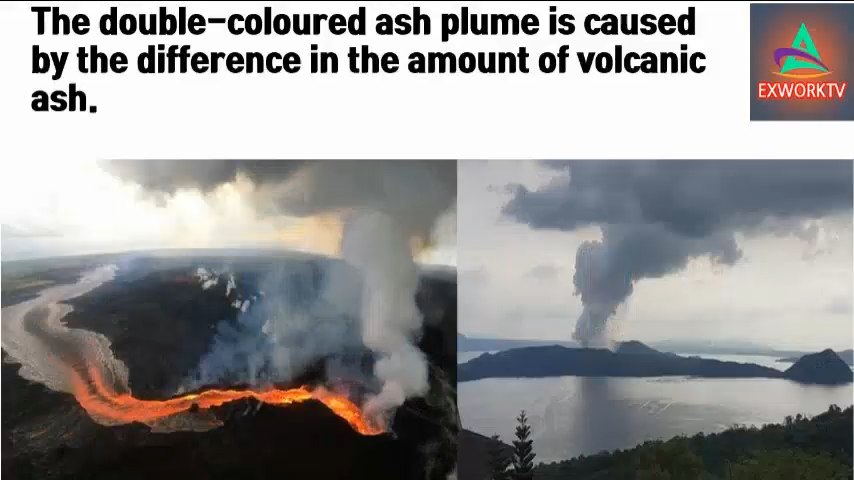 The double-coloured ash plume is caused
by the difference in the amount of volcanic
ash.
EXWORKTV